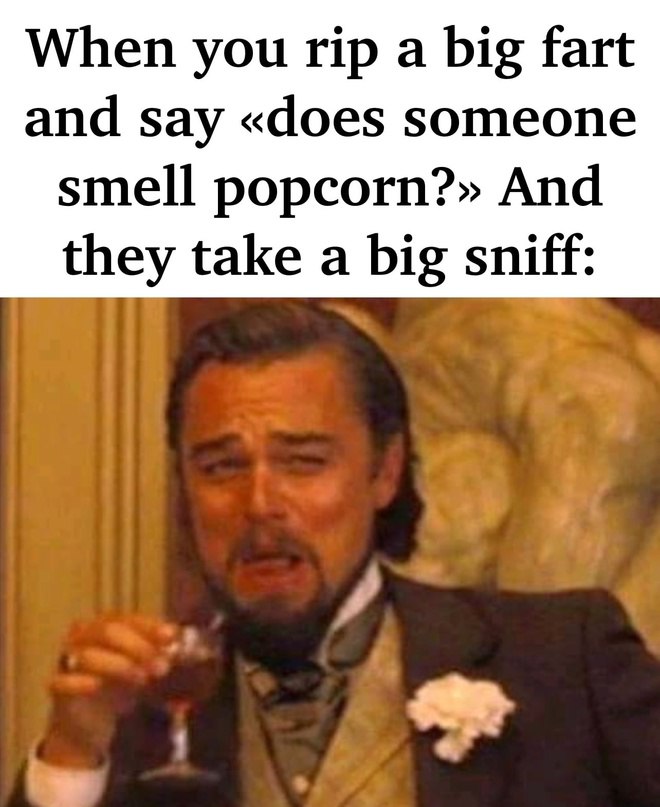 When you rip a big fart
and say «does someone
smell popcorn?» And
they take a big sniff: